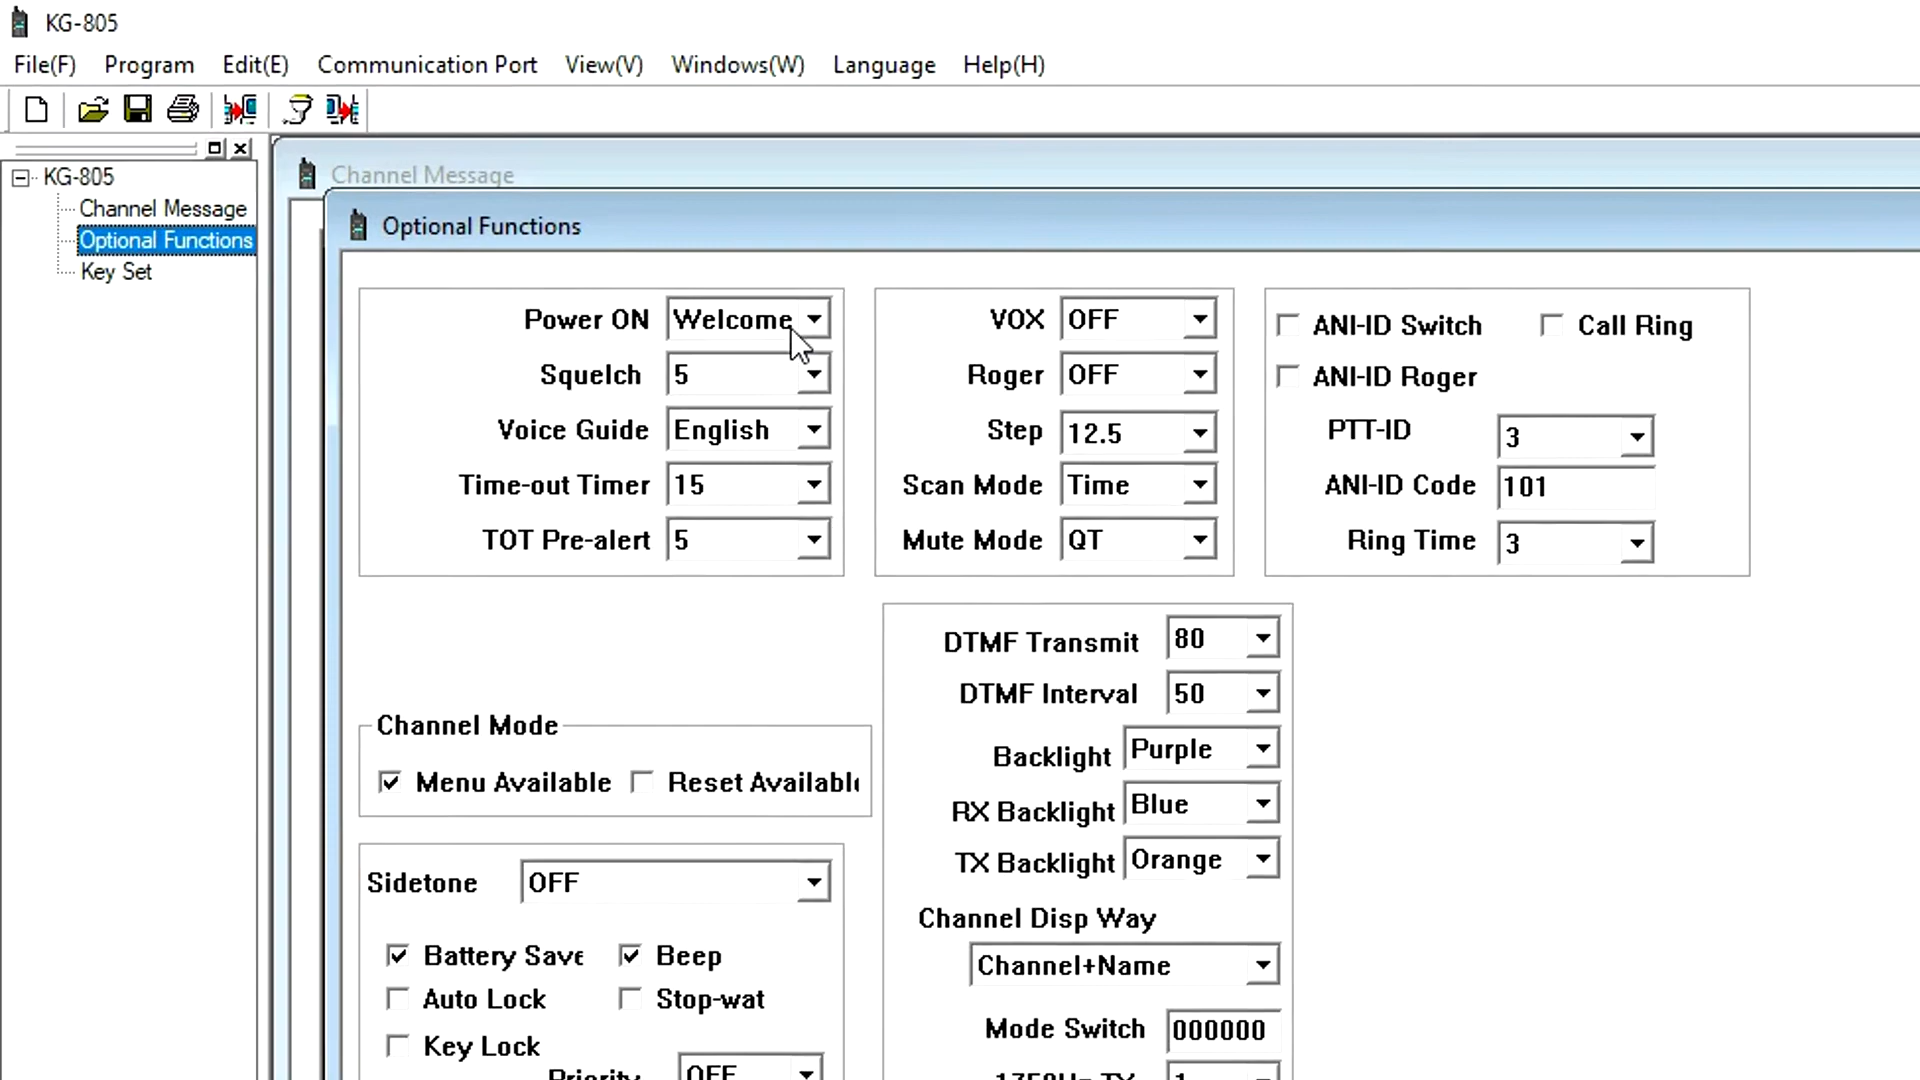 KG-805
File(F) Program Edit(E) Communication Port View(V) Windows(W) Language Help(H)
KG-805
Channel Message
Optional Functions
Key Set
Channel Message
Optional Functions
Power ON Welcome
Squelch 5
Voice Guide English
Time-out Timer 15
TOT Pre-alert 5
VOX OFF
Roger OFF
Step 12.5
Scan Mode Time
Mute Mode QT
ANI-ID Switch Call Ring
ANI-ID Roger
PTT-ID 3
ANI-ID Code 101
Ring Time 3
Channel Mode
Menu Available Reset Availabl
Sidetone OFF
Battery Save Beep
Auto Lock Stop-wat
Key Lock
Priority OFF
DTMF Transmit 80
DTMF Interval 50
Backlight Purple
RX Backlight Blue
TX Backlight Orange
Channel Disp Way
Channel+Name
Mode Switch 000000
1750Hz TX 1